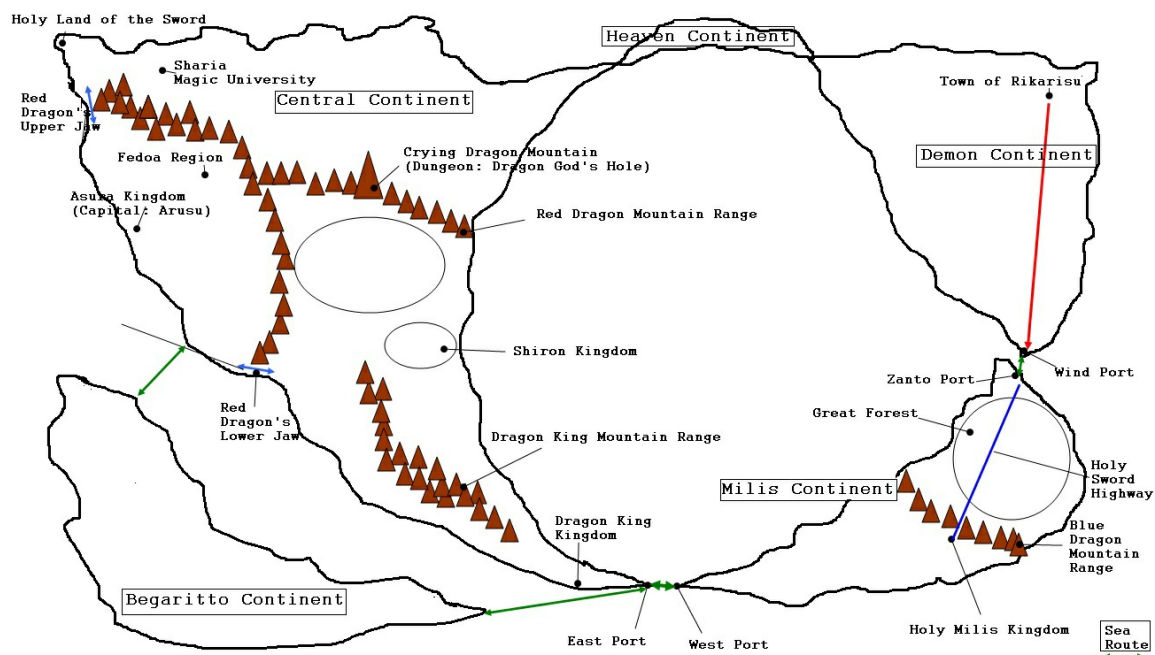 Holy Land of the Sword
Heaven Continent
Sharia
Magic University
Town of Rikarisu
Central Continent
Red
Dragon's
Upper Jaw
Demon Continent
Fedoa Region
Crying Dragon Mountain
(Dungeon: Dragon God's Hole)
Asura Kingdom
(Capital: Arusu)
Red Dragon Mountain Range
Shiron Kingdom
Wind Port
Zanto Port
Red
Dragon's
Lower Jaw
Great Forest
Dragon King Mountain Range
Holy
Sword
Highway
Milis Continent
Dragon King
Kingdom
Blue
Dragon
Mountain
Range
Begaritto Continent
East Port
West Port
Holy Milis Kingdom
Sea
Route